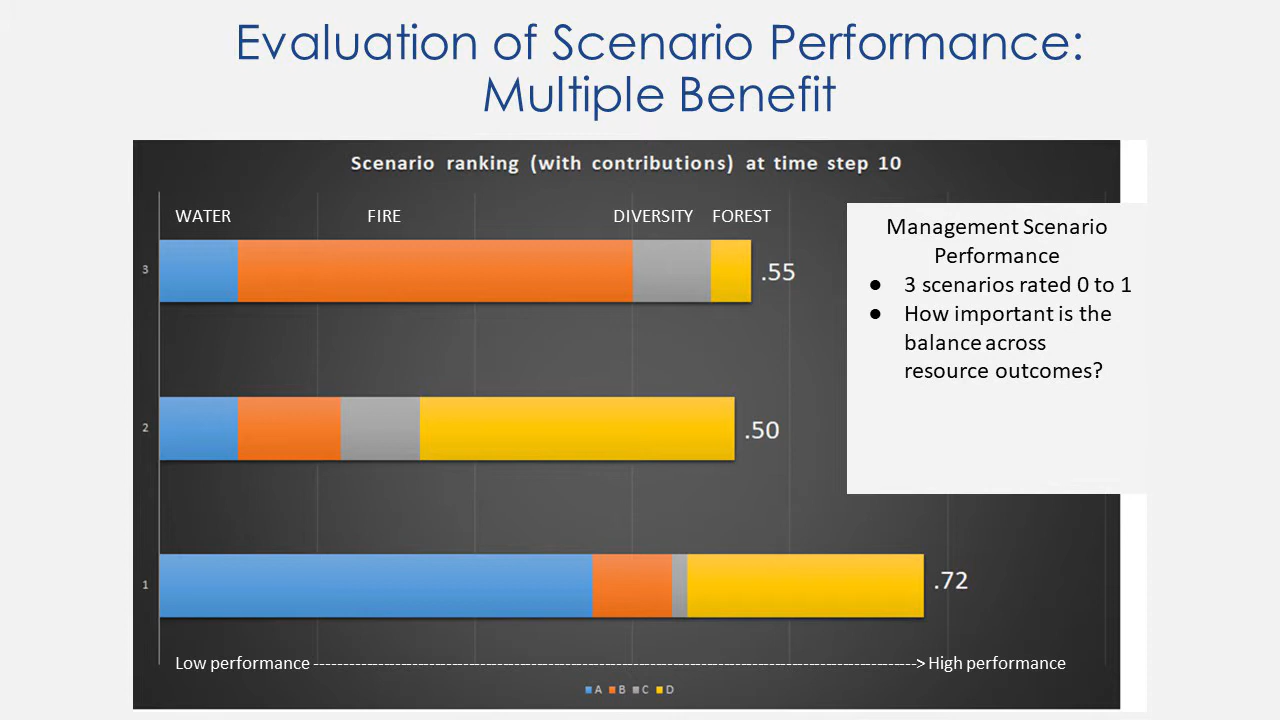 Evaluation of Scenario Performance:
Multiple Benefit
Scenario ranking (with contributions) at time step 10
WATER FIRE DIVERSITY FOREST
3 .55
2 .50
1 .72
Low performance --------------------------------------------------------------------------------------------------------> High performance
A B C D
Management Scenario
Performance
● 3 scenarios rated 0 to 1
● How important is the
balance across
resource outcomes?